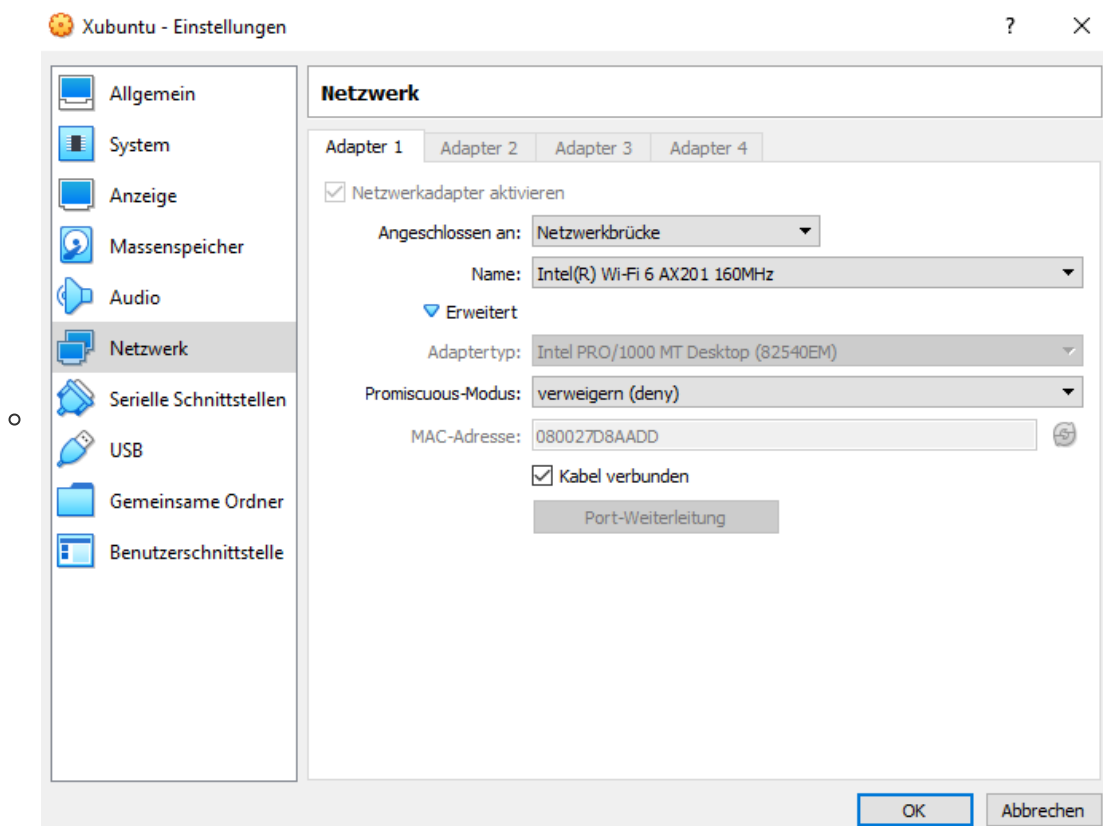 Xubuntu - Einstellungen ?
Allgemein
System
Anzeige
Massenspeicher
Audio
Netzwerk
Serielle Schnittstellen
USB
Gemeinsame Ordner
Benutzerschnittstelle
Netzwerk
Adapter 1 Adapter 2 Adapter 3 Adapter 4
Netzwerkadapter aktivieren
Angeschlossen an: Netzwerkbrücke
Name: Intel(R) Wi-Fi 6 AX201 160MHz
Erweitert
Adaptertyp: Intel PRO/1000 MT Desktop (82540EM)
Promiscuous-Modus: verweigern (deny)
MAC-Adresse: 080027D8AADD
Kabel verbunden
Port-Weiterleitung
OK Abbrechen